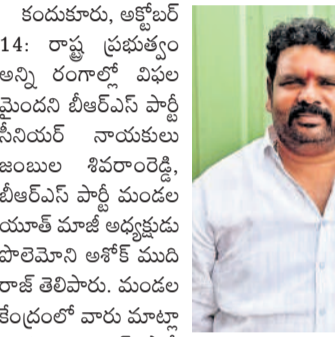 కందుకూరు, అక్టోబర్
14: రాష్ట్ర ప్రభుత్వం
అన్ని రంగాల్లో విఫల
మైందని బీఆర్ఎస్ పార్టీ
సీనియర్ నాయకులు
జంబుల శివరాంరెడ్డి,
బీఆర్ఎస్ పార్టీ మండల
యూత్ మాజీ అధ్యక్షుడు
పొలెమోని అశోక్ ముది
రాజ్ తెలిపారు. మండల
కేంద్రంలో వారు మాట్లా